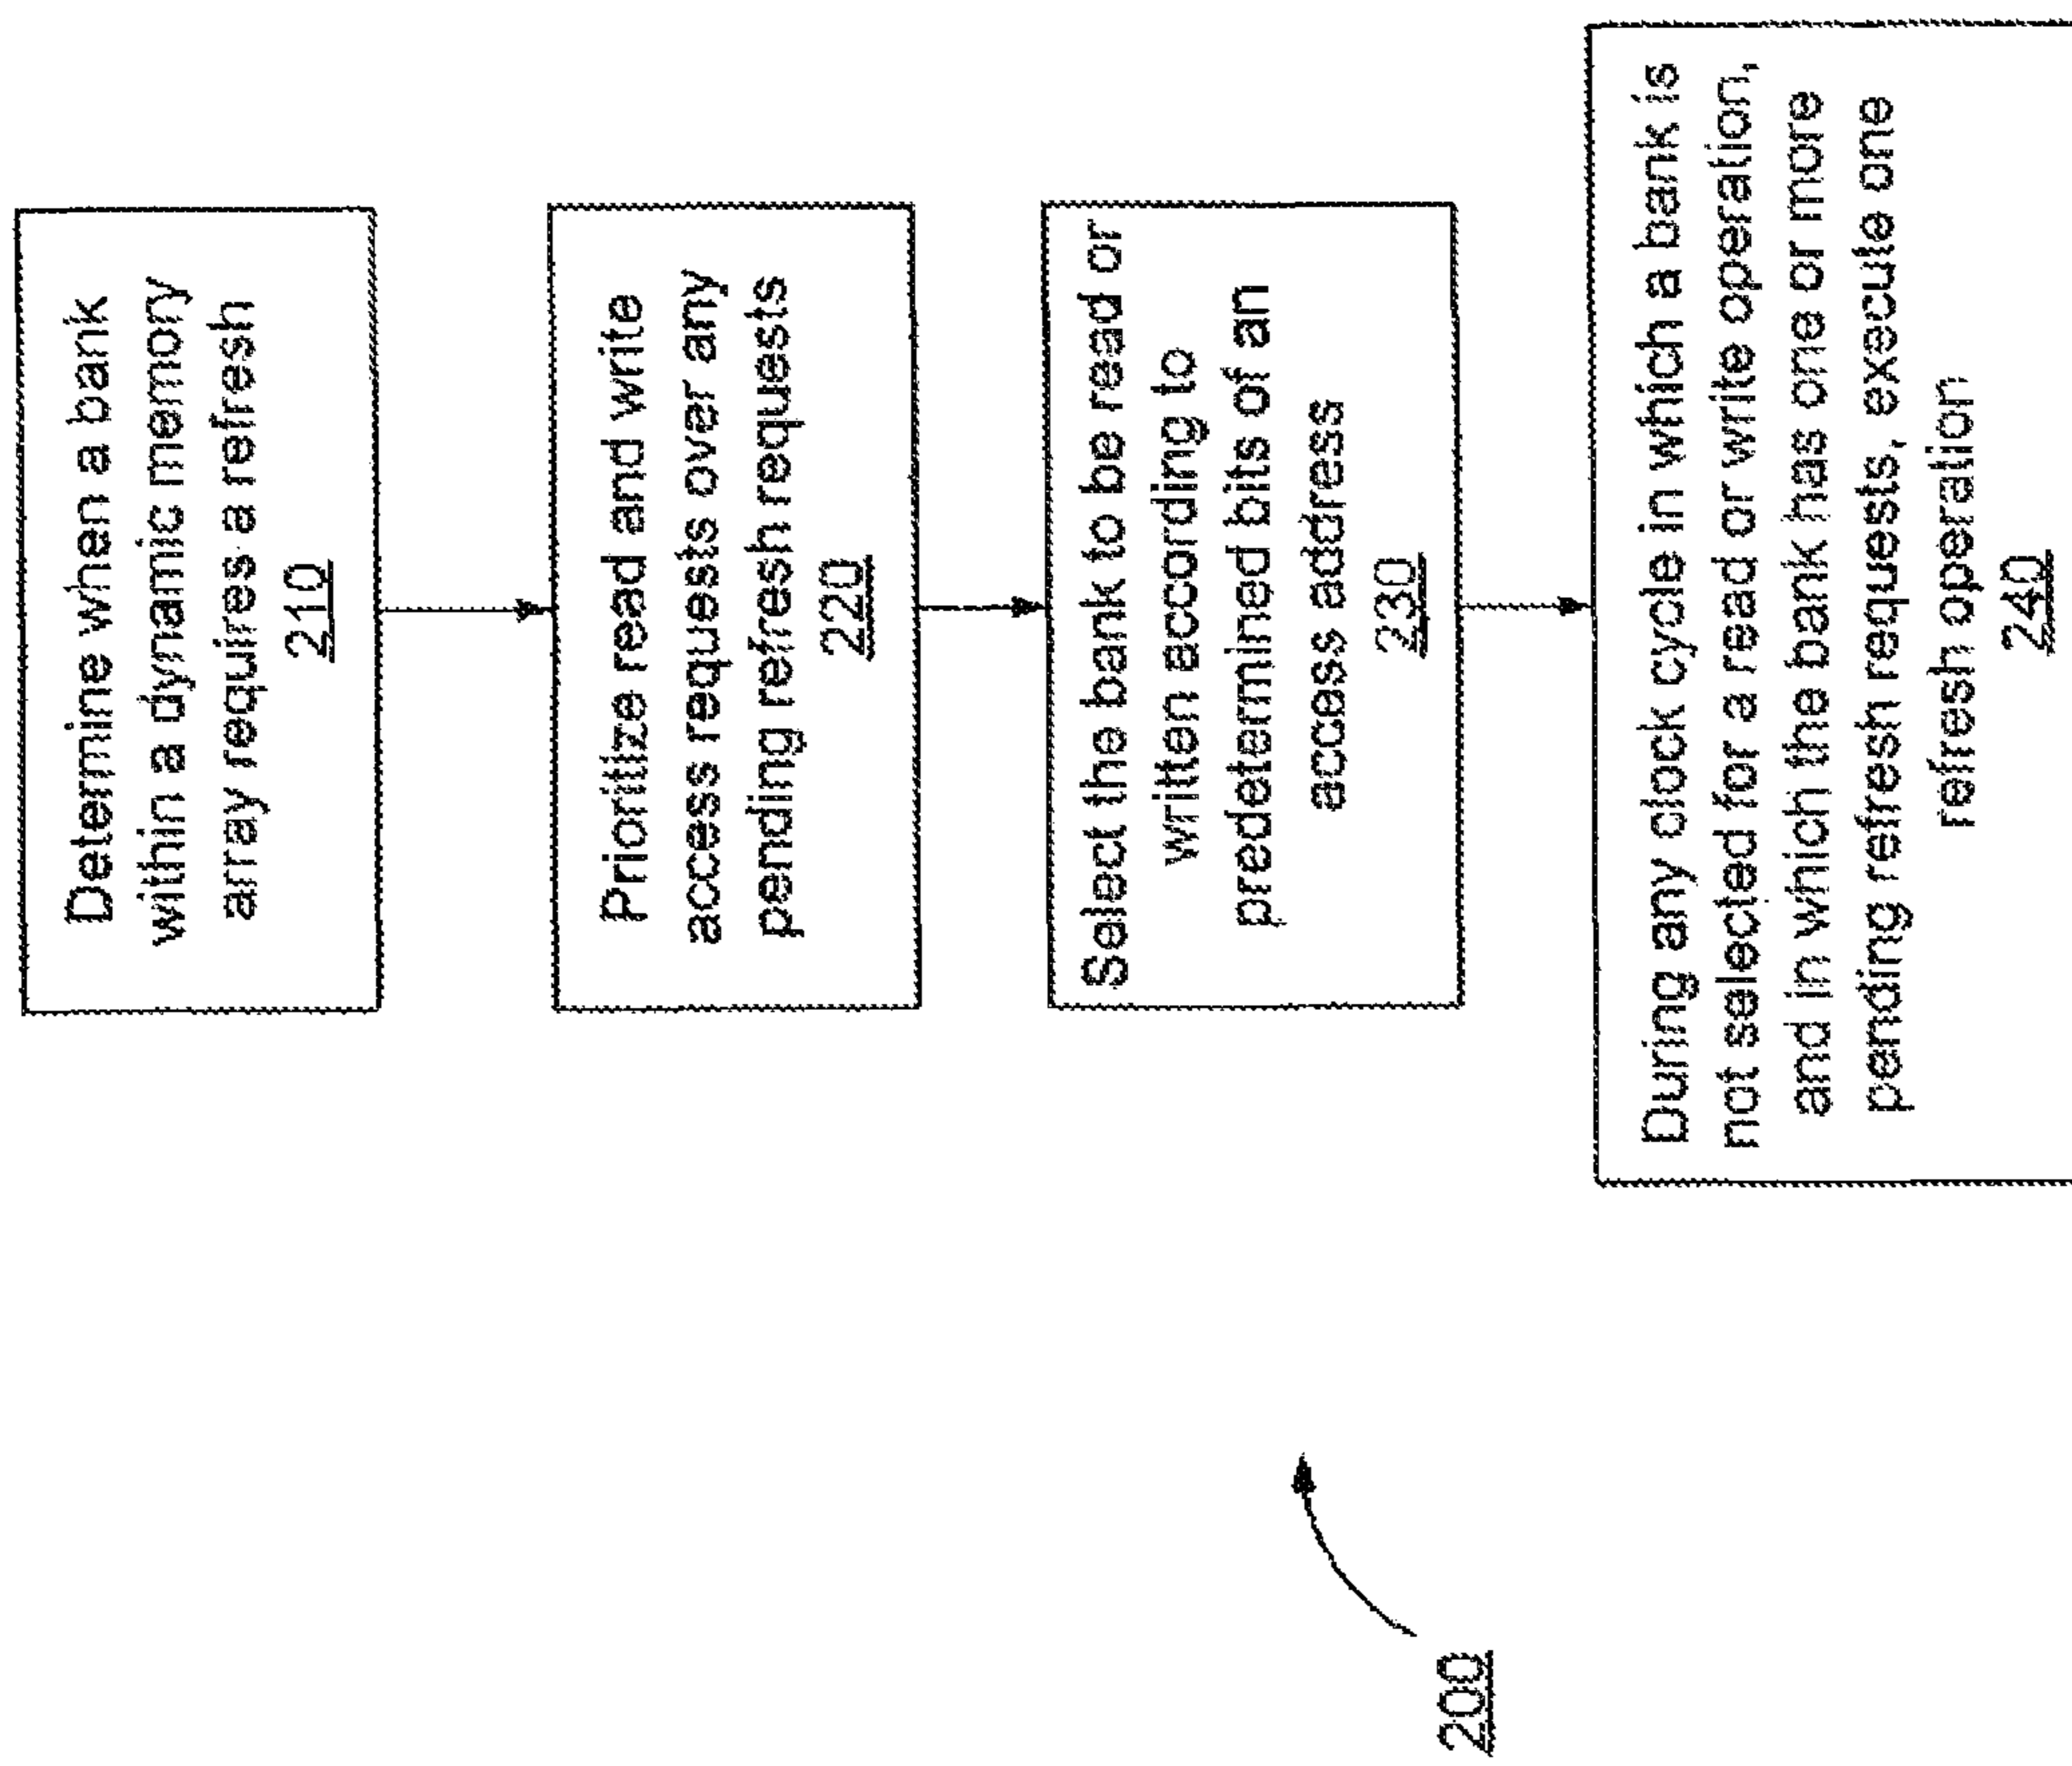 Determine when a bank
within a dynamic memory
array requires a refresh
210
Prioritize read and write
access requests over any
pending refresh requests
220
Select the bank to be read or
written according to
predetermined bits of an
access address
230
During any clock cycle in which a bank is
not selected for a read or write operation,
and in which the bank has one or more
pending refresh requests, execute one
refresh operation
240
200